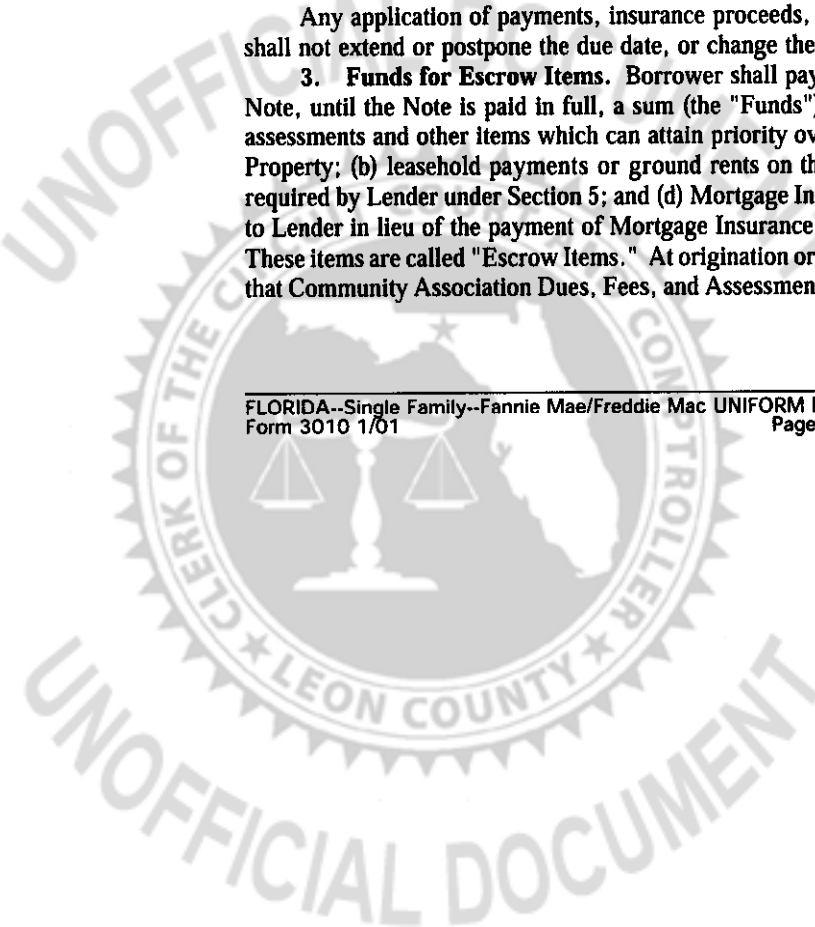 Any application of payments, insurance proceeds,
shall not extend or postpone the due date, or change the
3. Funds for Escrow Items. Borrower shall pay
Note, until the Note is paid in full, a sum (the "Funds")
assessments and other items which can attain priority ov
Property; (b) leasehold payments or ground rents on th
required by Lender under Section 5; and (d) Mortgage In
to Lender in lieu of the payment of Mortgage Insurance
These items are called "Escrow Items." At origination or
that Community Association Dues, Fees, and Assessmen
FLORIDA--Single Family--Fannie Mae/Freddie Mac UNIFORM I
Form 3010 1/01 Page
UNOFFICIAL DOCUMENT
CLERK OF THE CIRCUIT COURT AND COMPTROLLER
LEON COUNTY
UNOFFICIAL DOCUMENT